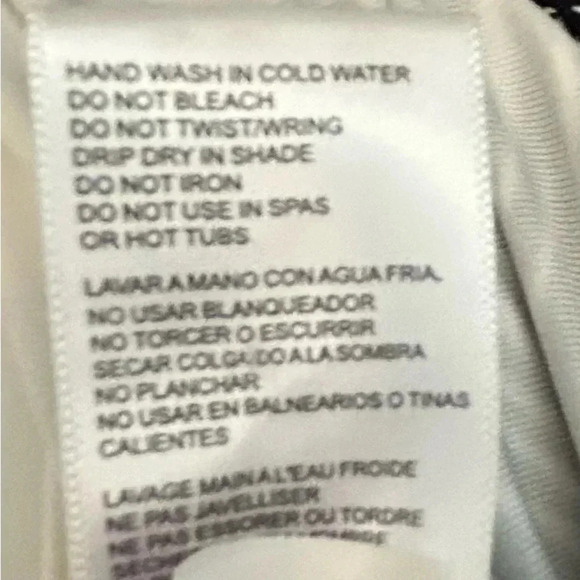 HAND WASH IN COLD WATER
DO NOT BLEACH
DO NOT TWIST/WRING
DRIP DRY IN SHADE
DO NOT IRON
DO NOT USE IN SPAS
OR HOT TUBS
LAVAR A MANO CON AGUA FRIA.
NO USAR BLANQUEADOR
NO TORCER O ESCURRIR
SECAR COLGADO A LA SOMBRA
NO PLANCHAR
NO USAR EN BALNEARIOS O TINAS
CALIENTES
LAVAGE MAIN A L'EAU FROIDE
NE PAS JAVELLISER
NE PAS ESSORER OU TORDRE